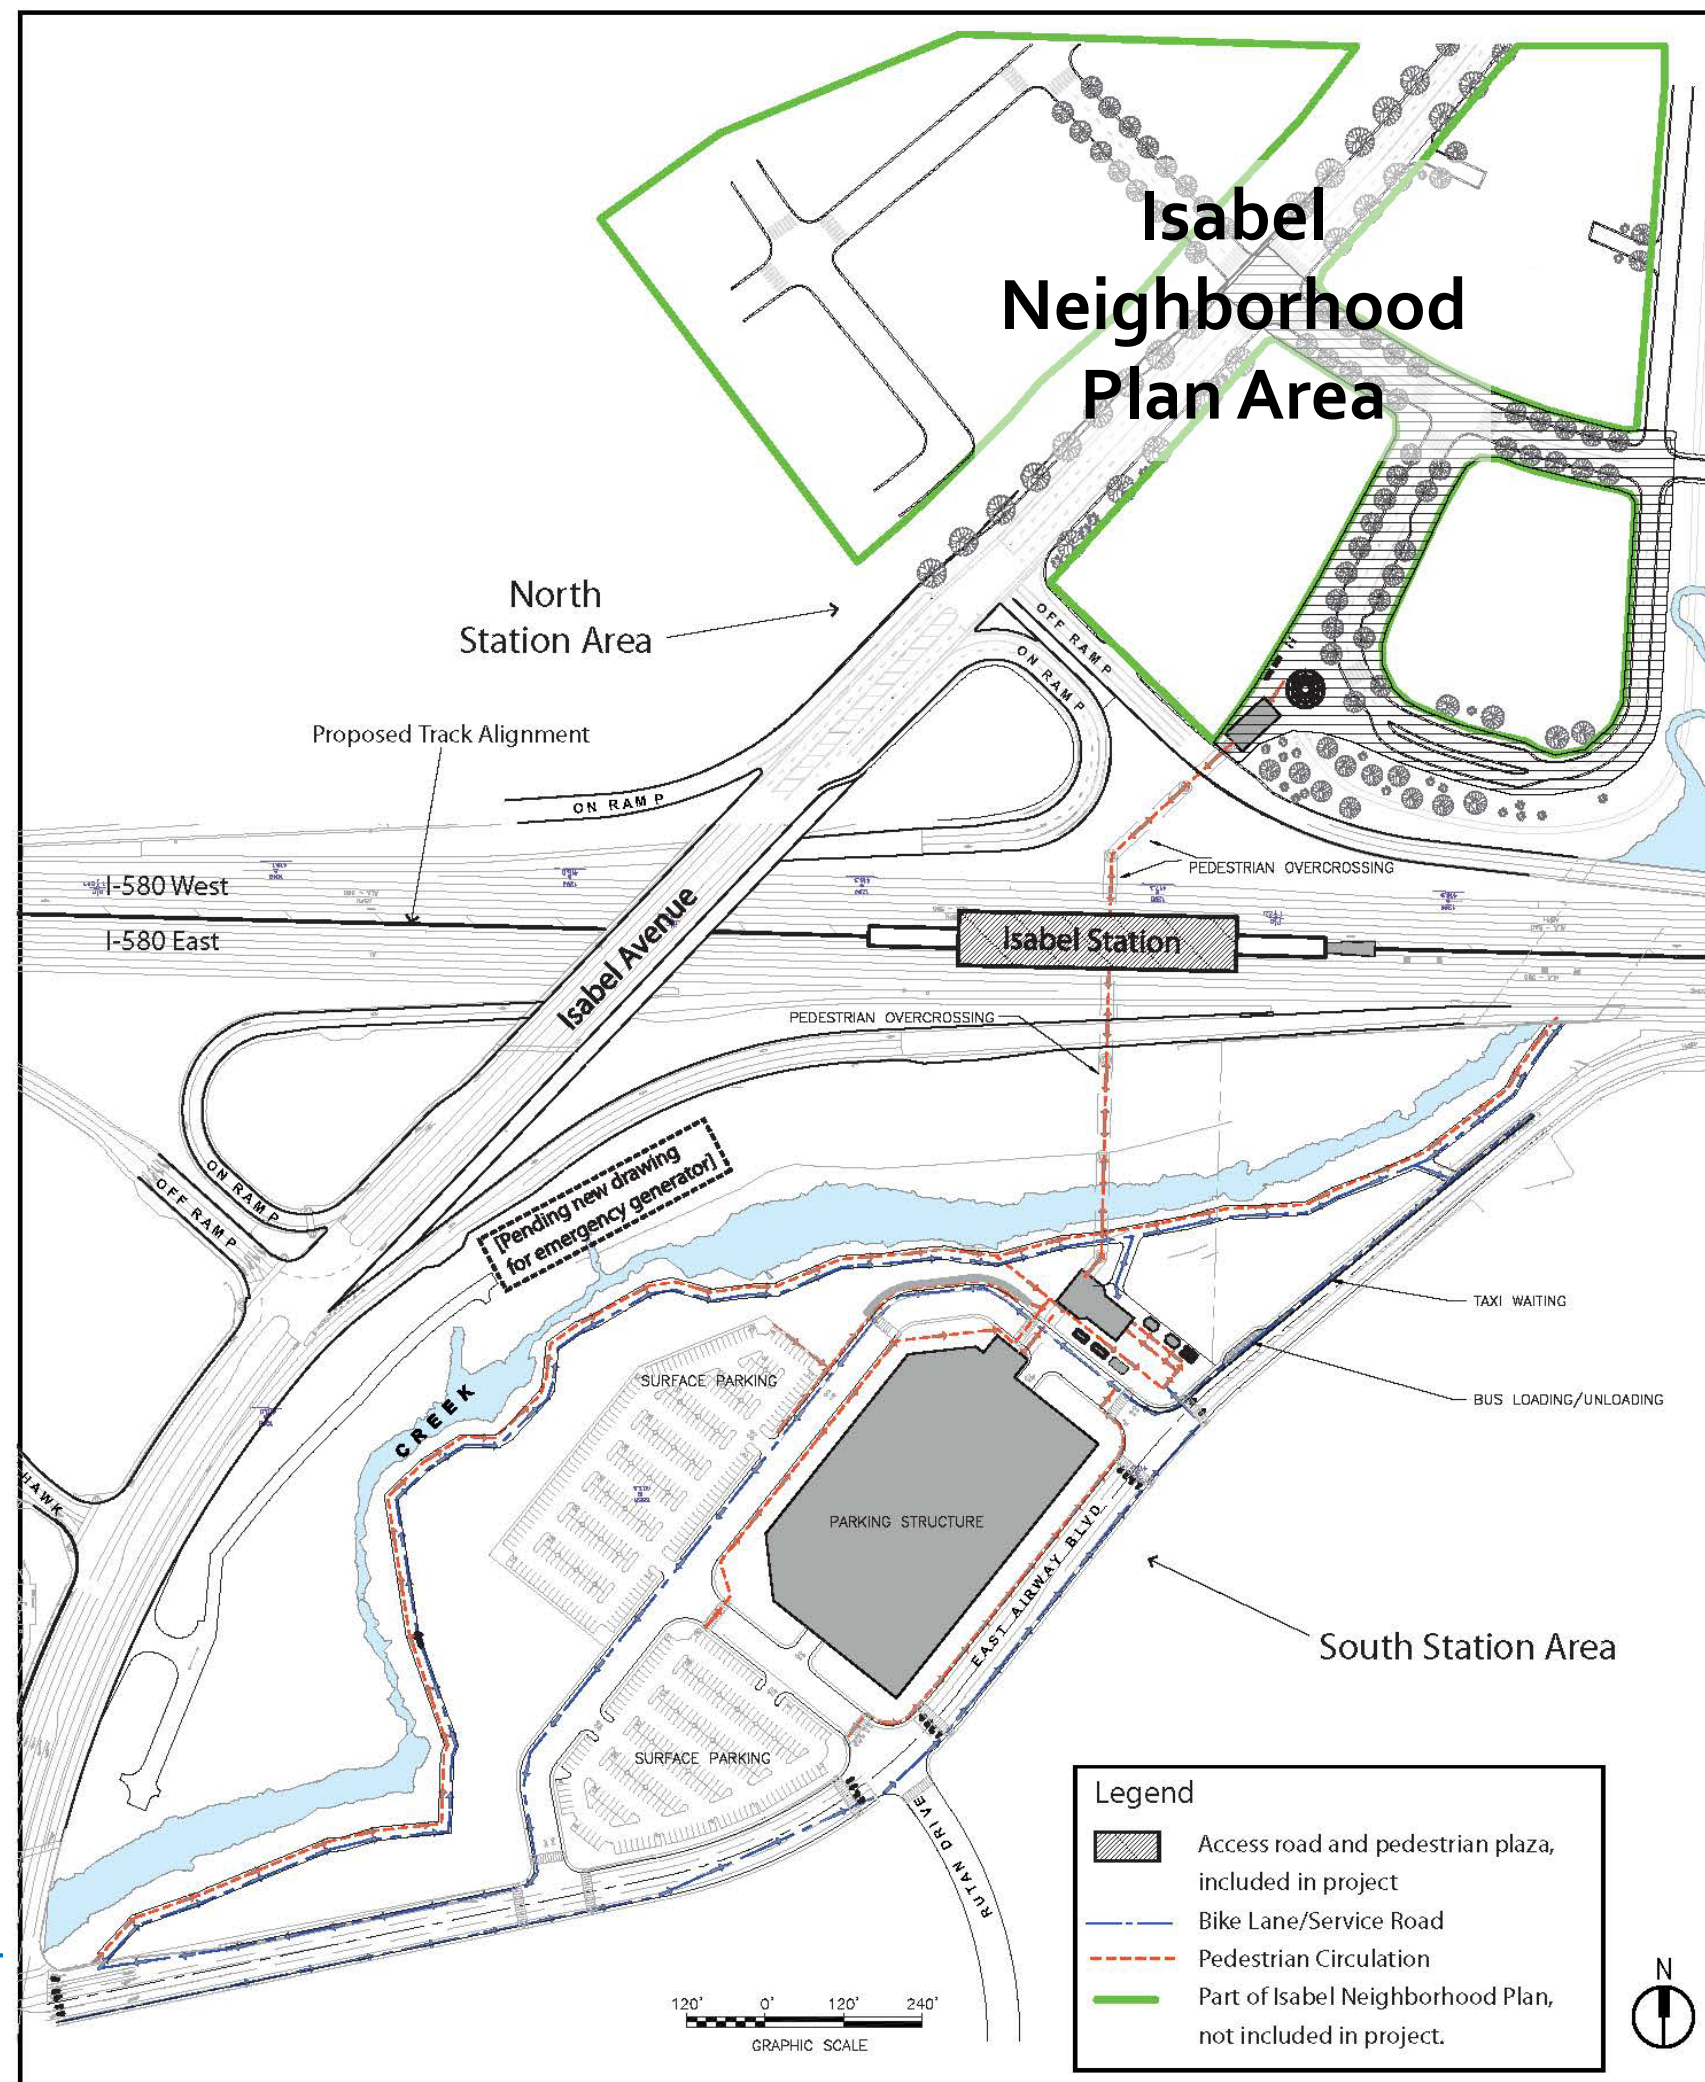 Isabel
Neighborhood
Plan Area
North
Station Area
OFF RAMP
ON RAMP
Proposed Track Alignment
ON RAMP
PEDESTRIAN OVERCROSSING
I-580 West
I-580 East
Isabel Avenue
Isabel Station
PEDESTRIAN OVERCROSSING
[Pending new drawing
for emergency generator]
ON RAMP
OFF RAMP
TAXI WAITING
SURFACE PARKING
BUS LOADING/UNLOADING
CREEK
HAWK
PARKING STRUCTURE
EAST AIRWAY BLVD.
South Station Area
SURFACE PARKING
RUTAN DRIVE
Legend
Access road and pedestrian plaza,
included in project
Bike Lane/Service Road
Pedestrian Circulation
Part of Isabel Neighborhood Plan,
not included in project.
N
120' 0' 120' 240'
GRAPHIC SCALE